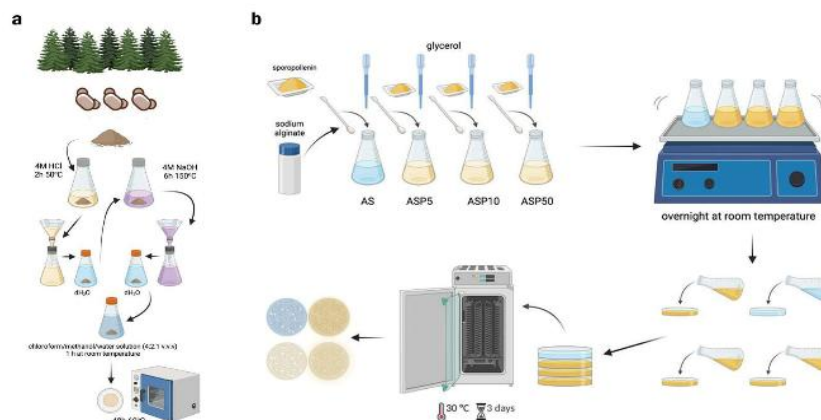 a
4M HCl
2h 50°C
4M NaOH
6h 150°C
dH₂O
dH₂O
chloroform/methanol/water solution (4:2:1 v:v:v)
1 h at room temperature
b
glycerol
sporopollenin
sodium
alginate
AS
ASP5
ASP10
ASP50
overnight at room temperature
30 °C
3 days